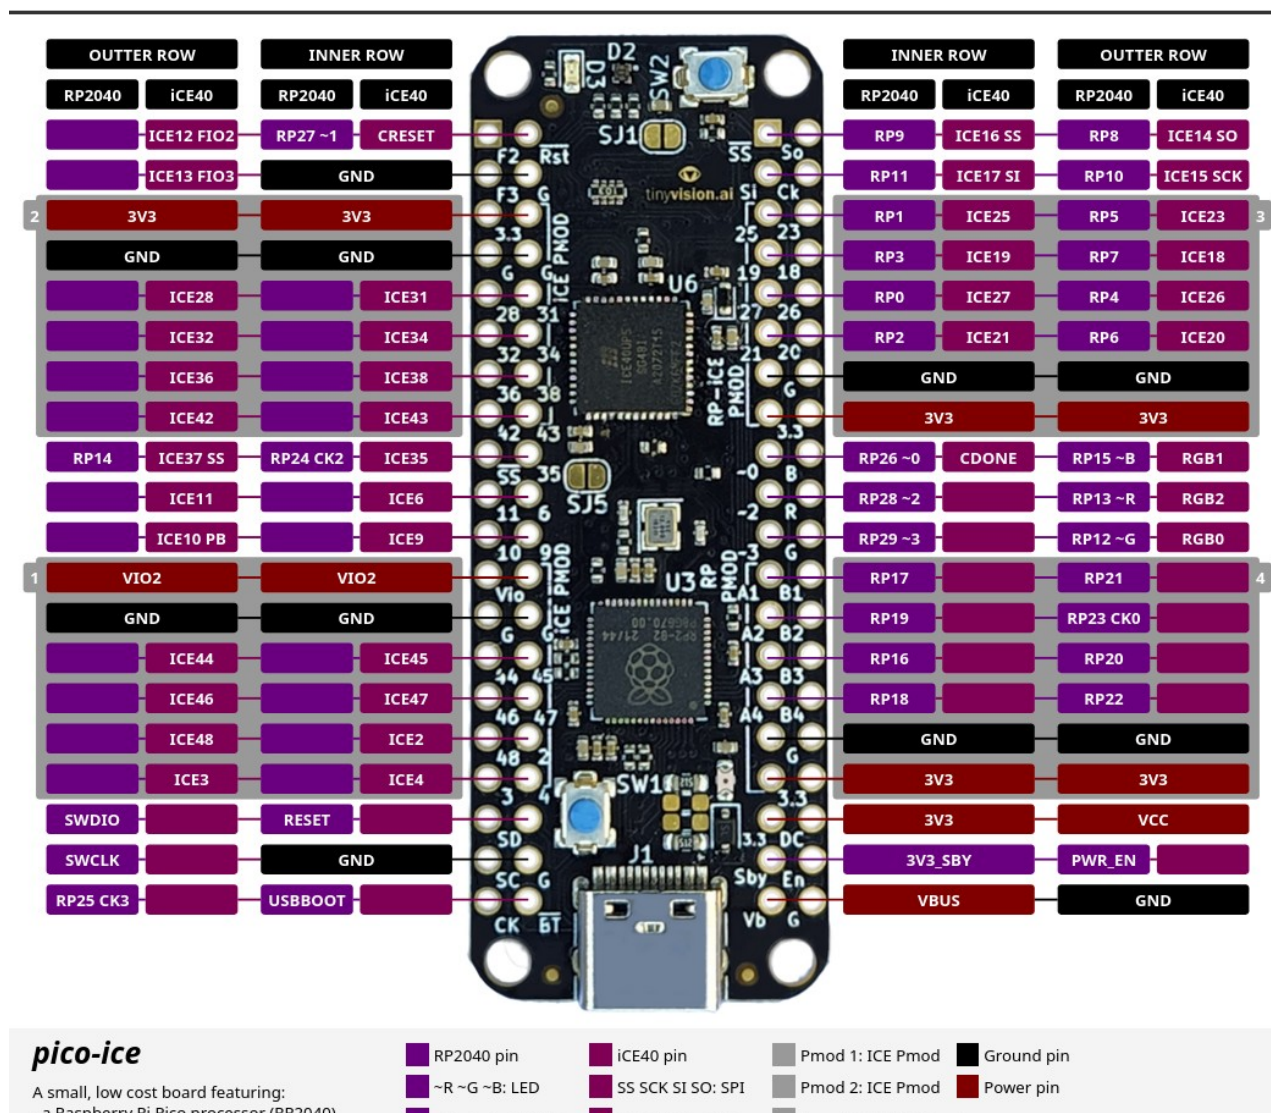 OUTTER ROW INNER ROW INNER ROW OUTTER ROW
RP2040 iCE40 RP2040 iCE40 RP2040 iCE40 RP2040 iCE40
ICE12 FIO2 RP27 ~1 CRESET RP9 ICE16 SS RP8 ICE14 SO
ICE13 FIO3 GND RP11 ICE17 SI RP10 ICE15 SCK
2 3V3 3V3 RP1 ICE25 RP5 ICE23 3
GND GND RP3 ICE19 RP7 ICE18
ICE28 ICE31 RP0 ICE27 RP4 ICE26
ICE32 ICE34 RP2 ICE21 RP6 ICE20
ICE36 ICE38 GND GND
ICE42 ICE43 3V3 3V3
RP14 ICE37 SS RP24 CK2 ICE35 RP26 ~0 CDONE RP15 ~B RGB1
ICE11 ICE6 RP28 ~2 RP13 ~R RGB2
ICE10 PB ICE9 RP29 ~3 RP12 ~G RGB0
1 VIO2 VIO2 RP17 RP21 4
GND GND RP19 RP23 CK0
ICE44 ICE45 RP16 RP20
ICE46 ICE47 RP18 RP22
ICE48 ICE2 GND GND
ICE3 ICE4 3V3 3V3
SWDIO RESET 3V3 VCC
SWCLK GND 3V3_SBY PWR_EN
RP25 CK3 USBBOOT VBUS GND
D2
D3
SW2
SJ1
F2 Rst SS So
tinyvision.ai
F3 G Si Ck
3.3 25 23
G G 19 18
ICE PMOD
U6
28 31 27 26
32 34 21 20
36 38 G
RP-iCE PMOD
42 43 3.3
SS 35 ~0 B
SJ5
11 6 ~2 R
10 9 ~3 G
ICE PMOD
U3
RP PMOD
Vio A1 B1
G G A2 B2
44 45 A3 B3
46 47 A4 B4
48 2 G
SW1
3 4 3.3
SD 3.3 DC
J1
SC G Sby En
CK BT Vb G
pico-ice
RP2040 pin iCE40 pin Pmod 1: ICE Pmod Ground pin
A small, low cost board featuring:
~R ~G ~B: LED SS SCK SI SO: SPI Pmod 2: ICE Pmod Power pin
- a Raspberry Pi Pico processor (RP2040)